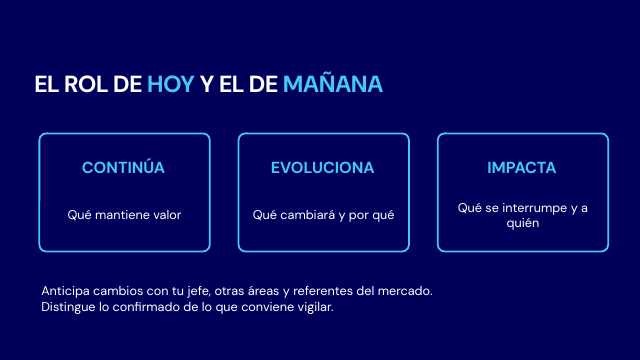 EL ROL DE HOY Y EL DE MAÑANA
CONTINÚA
Qué mantiene valor
EVOLUCIONA
Qué cambiará y por qué
IMPACTA
Qué se interrumpe y a
quién
Anticipa cambios con tu jefe, otras áreas y referentes del mercado.
Distingue lo confirmado de lo que conviene vigilar.